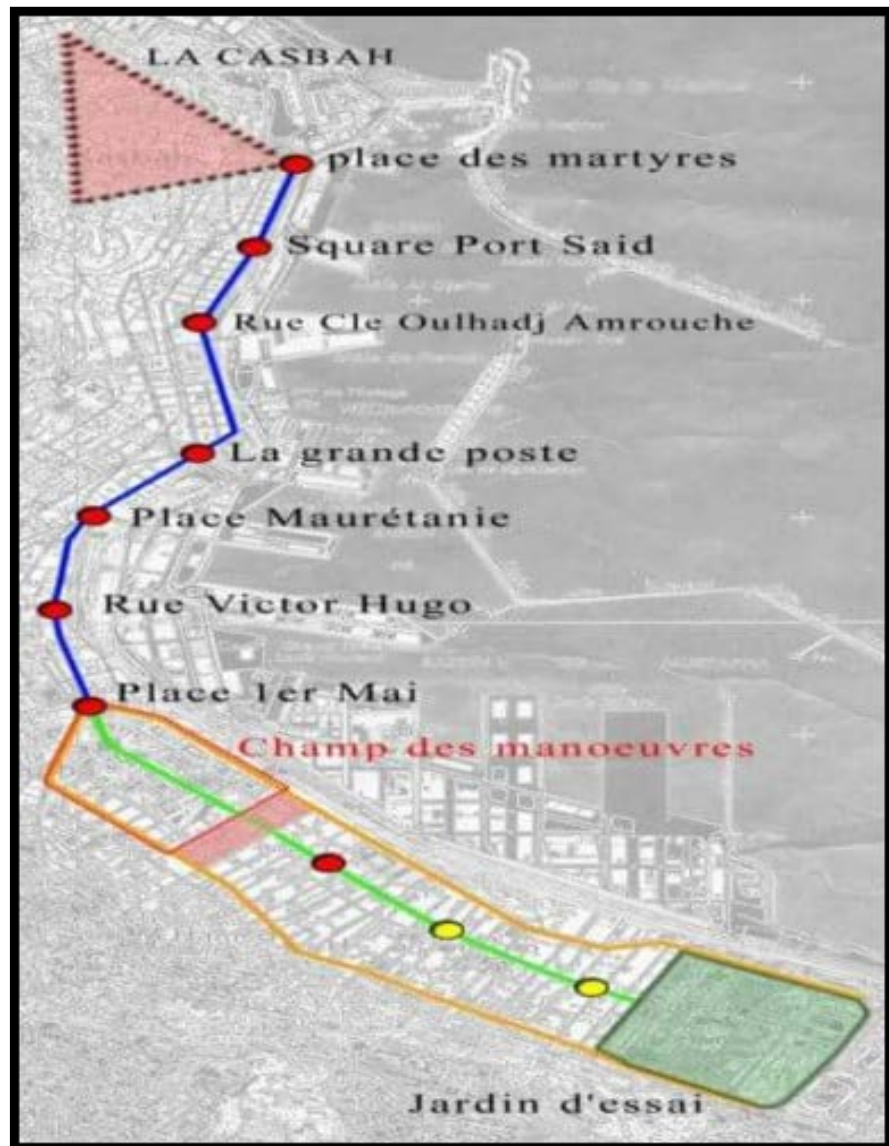 LA CASBAH
Kasbah
place des martyres
Square Port Said
Rue Cle Oulhadj Amrouche
La grande poste
Place Maurétanie
Rue Victor Hugo
Place 1er Mai
Champ des manoeuvres
Jardin d'essai